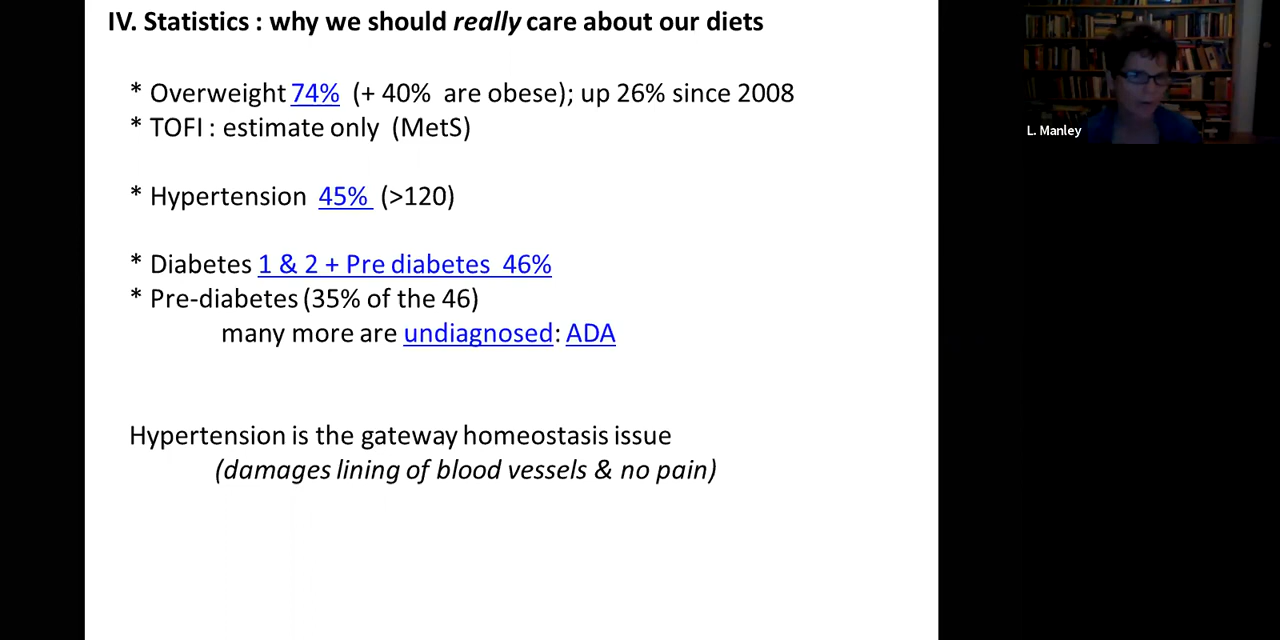 IV. Statistics : why we should really care about our diets
* Overweight 74% (+ 40% are obese); up 26% since 2008
* TOFI : estimate only (MetS)
* Hypertension 45% (>120)
* Diabetes 1 & 2 + Pre diabetes 46%
* Pre-diabetes (35% of the 46)
many more are undiagnosed: ADA
Hypertension is the gateway homeostasis issue
(damages lining of blood vessels & no pain)
L. Manley